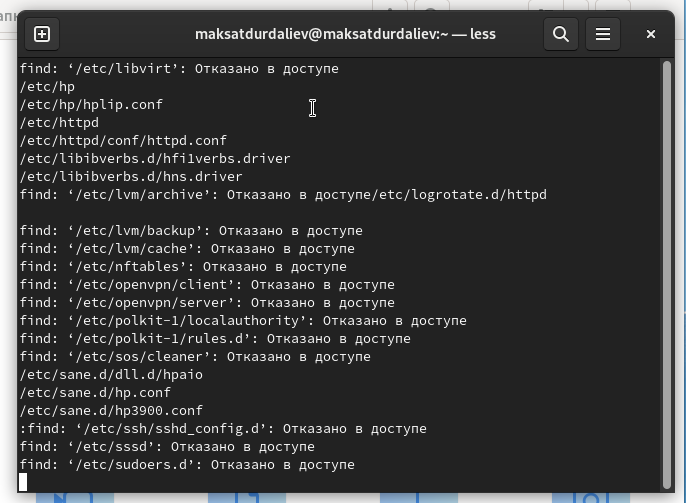 maksatdurdaliev@maksatdurdaliev:~ — less
find: ‘/etc/libvirt’: Отказано в доступе
/etc/hp
/etc/hp/hplip.conf
/etc/httpd
/etc/httpd/conf/httpd.conf
/etc/libibverbs.d/hfi1verbs.driver
/etc/libibverbs.d/hns.driver
find: ‘/etc/lvm/archive’: Отказано в доступе/etc/logrotate.d/httpd
find: ‘/etc/lvm/backup’: Отказано в доступе
find: ‘/etc/lvm/cache’: Отказано в доступе
find: ‘/etc/nftables’: Отказано в доступе
find: ‘/etc/openvpn/client’: Отказано в доступе
find: ‘/etc/openvpn/server’: Отказано в доступе
find: ‘/etc/polkit-1/localauthority’: Отказано в доступе
find: ‘/etc/polkit-1/rules.d’: Отказано в доступе
find: ‘/etc/sos/cleaner’: Отказано в доступе
/etc/sane.d/dll.d/hpaio
/etc/sane.d/hp.conf
/etc/sane.d/hp3900.conf
:find: ‘/etc/ssh/sshd_config.d’: Отказано в доступе
find: ‘/etc/sssd’: Отказано в доступе
find: ‘/etc/sudoers.d’: Отказано в доступе